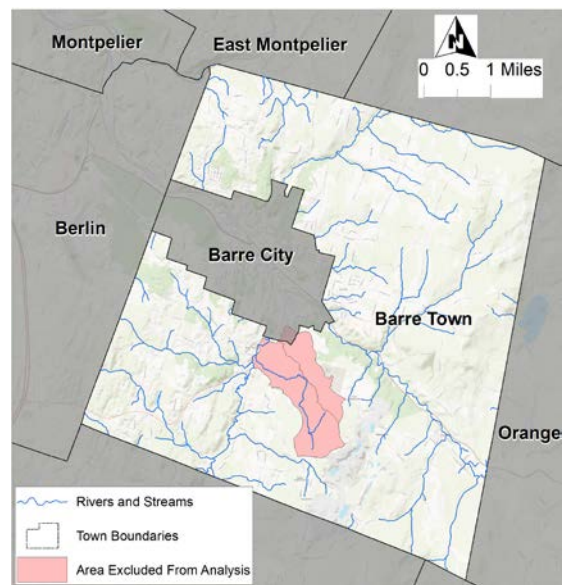 Montpelier
East Montpelier
N
0 0.5 1 Miles
Berlin
Barre City
Barre Town
Orange
Rivers and Streams
Town Boundaries
Area Excluded From Analysis